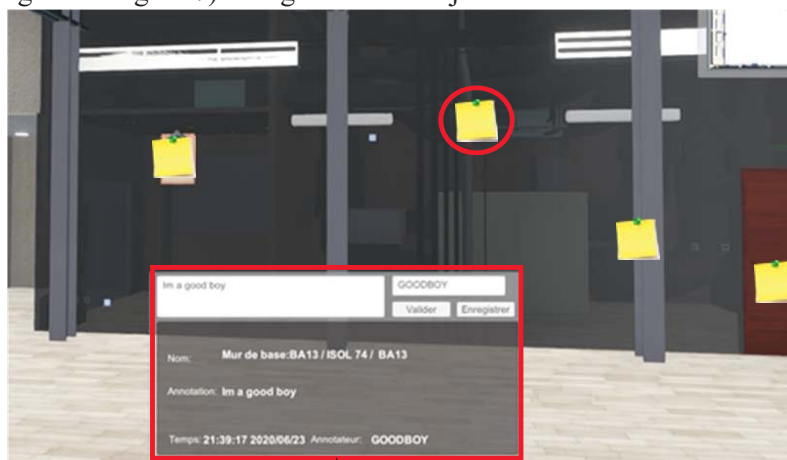 Im a good boy
GOODBOY
Valider Enregistrer
Nom: Mur de base:BA13 / ISOL 74 / BA13
Annotation: Im a good boy
Temps: 21:39:17 2020/06/23 Annotateur: GOODBOY